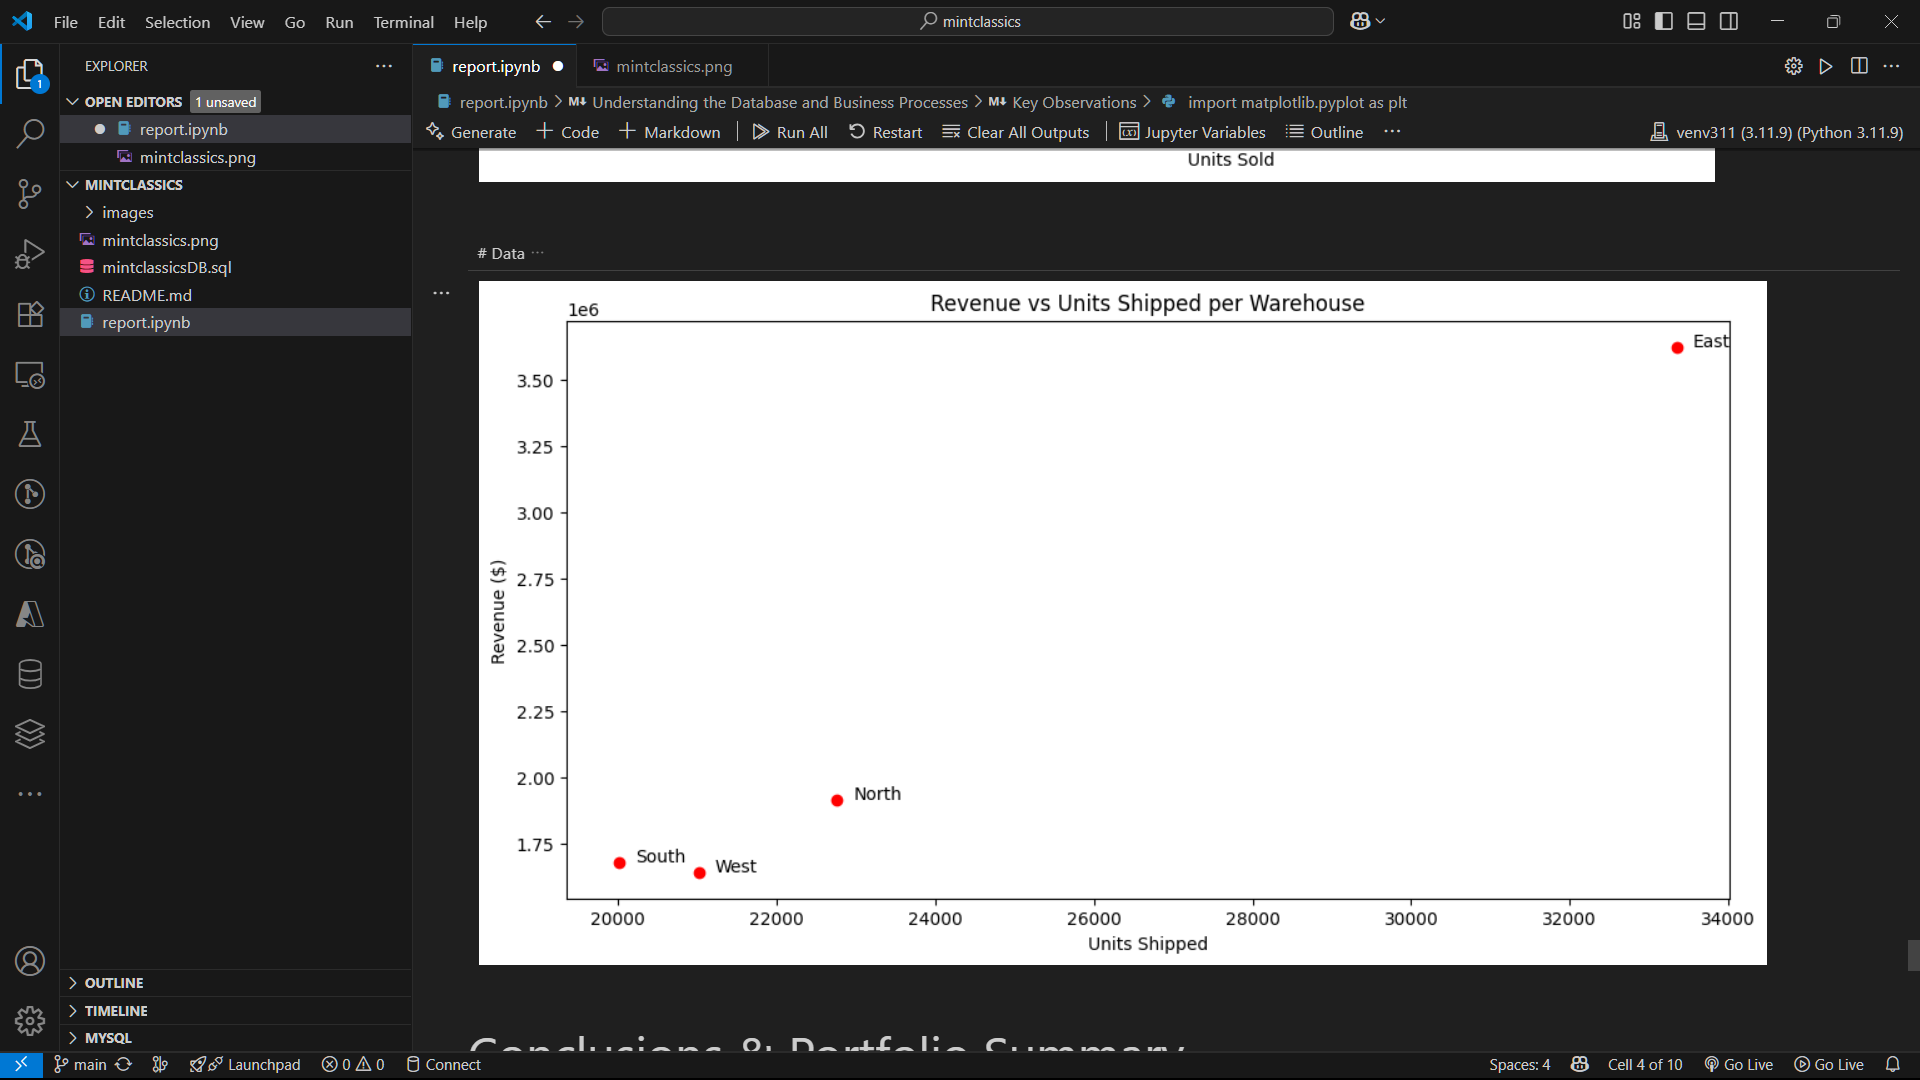 File Edit Selection View Go Run Terminal Help
mintclassics
EXPLORER
OPEN EDITORS 1 unsaved
report.ipynb
mintclassics.png
MINTCLASSICS
images
mintclassics.png
mintclassicsDB.sql
README.md
report.ipynb
OUTLINE
TIMELINE
MYSQL
1
report.ipynb mintclassics.png
report.ipynb > M↓ Understanding the Database and Business Processes > M↓ Key Observations > import matplotlib.pyplot as plt
Generate + Code + Markdown Run All Restart Clear All Outputs Jupyter Variables Outline ··· venv311 (3.11.9) (Python 3.11.9)
Units Sold
# Data ···
Revenue vs Units Shipped per Warehouse
1e6
East
3.50
3.25
3.00
2.75
2.50
2.25
2.00
1.75
Revenue ($)
North
South
West
20000 22000 24000 26000 28000 30000 32000 34000
Units Shipped
Conclusions & Portfolio Summary
main Launchpad 0 0 Connect Spaces: 4 Cell 4 of 10 Go Live Go Live